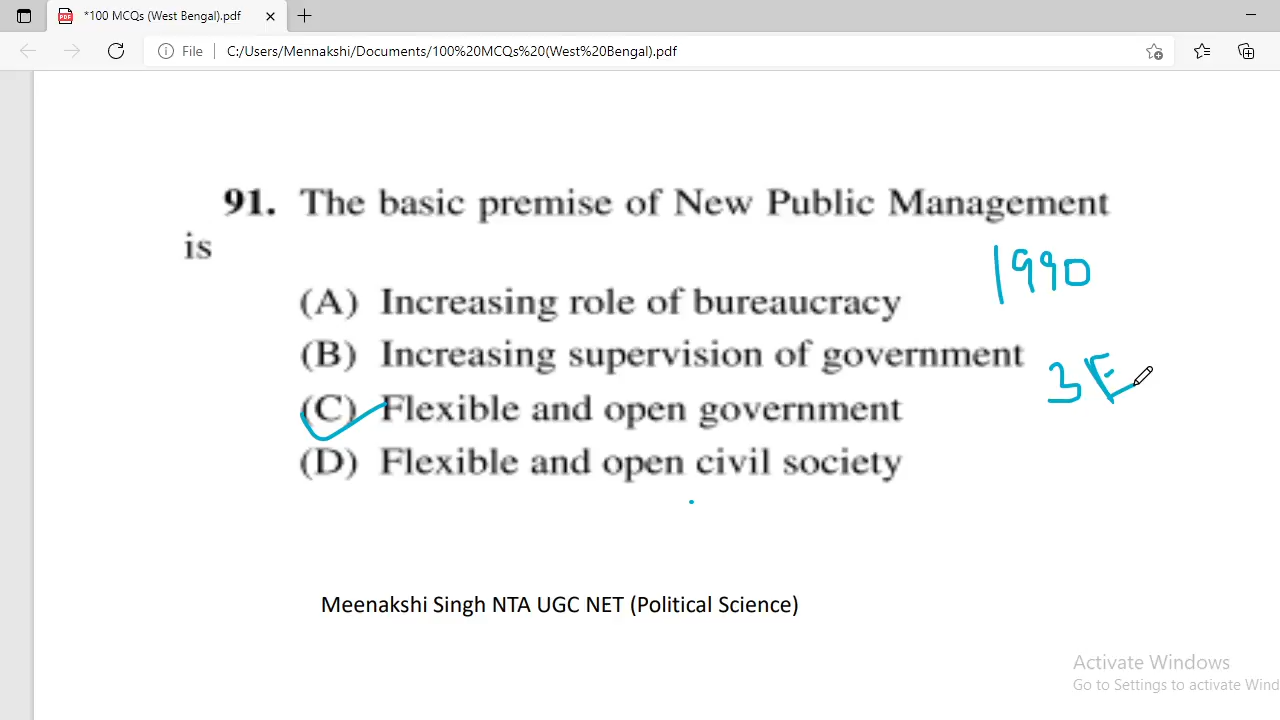 *100 MCQs (West Bengal).pdf
File C:/Users/Mennakshi/Documents/100%20MCQs%20(West%20Bengal).pdf
91. The basic premise of New Public Management
is
1990
(A) Increasing role of bureaucracy
(B) Increasing supervision of government
3E
(C) Flexible and open government
(D) Flexible and open civil society
Meenakshi Singh NTA UGC NET (Political Science)
Activate Windows
Go to Settings to activate Wind